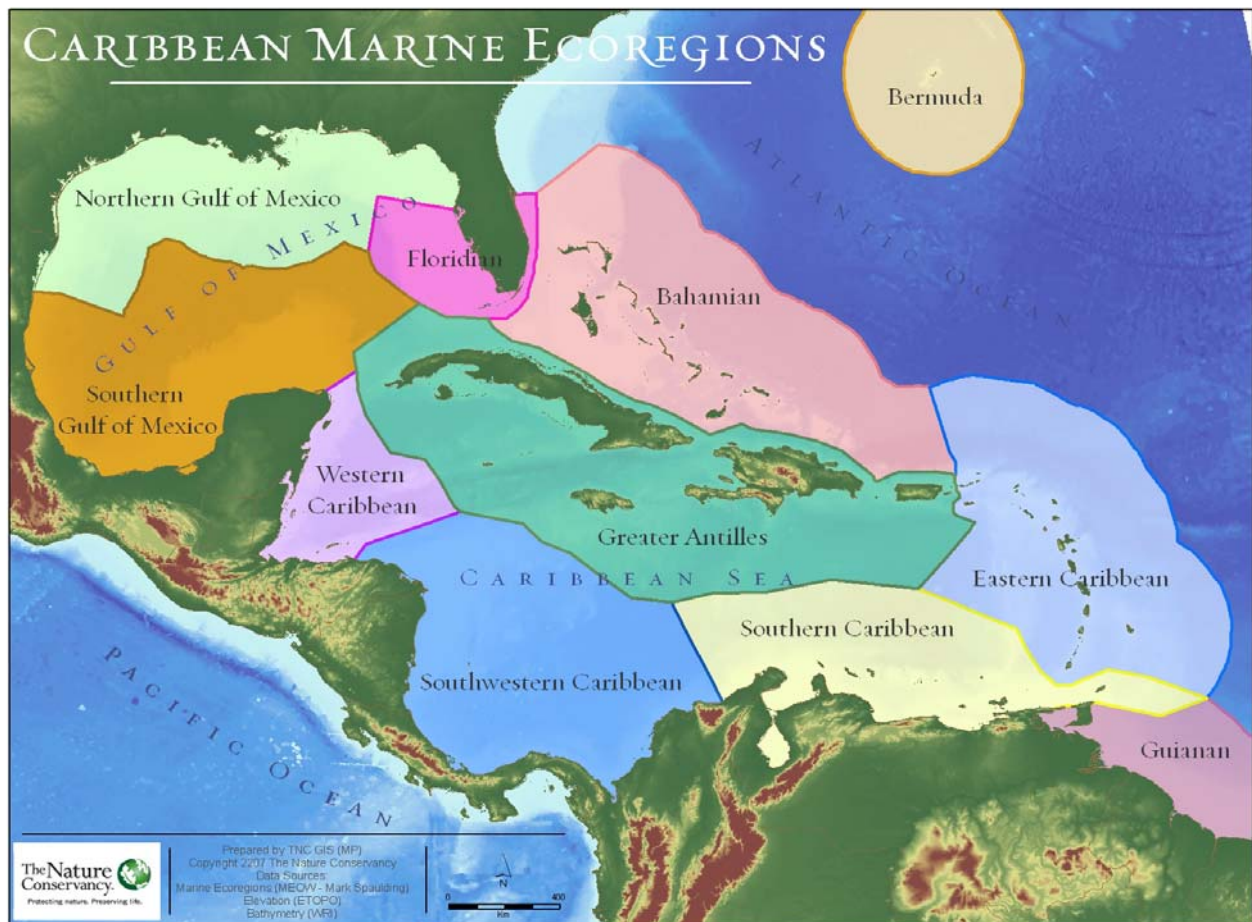 CARIBBEAN MARINE ECOREGIONS
Bermuda
ATLANTIC OCEAN
Northern Gulf of Mexico
GULF OF MEXICO
Floridian
Bahamian
Southern
Gulf of Mexico
Western
Caribbean
Greater Antilles
CARIBBEAN SEA
Eastern Caribbean
Southern Caribbean
Southwestern Caribbean
PACIFIC OCEAN
Guianan
The Nature
Conservancy.
Protecting nature. Preserving life.
Prepared by TNC GIS (MP)
Copyright 2207 The Nature Conservancy
Data Sources:
Marine Ecoregions (MEOW - Mark Spaulding)
Elevation (ETOPO)
Bathymetry (WRI)
N
0 400
Km